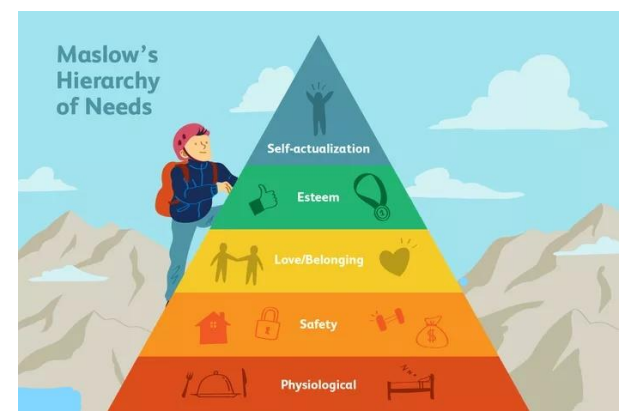 Maslow's
Hierarchy
of Needs
Self-actualization
Esteem
Love/Belonging
Safety
Physiological